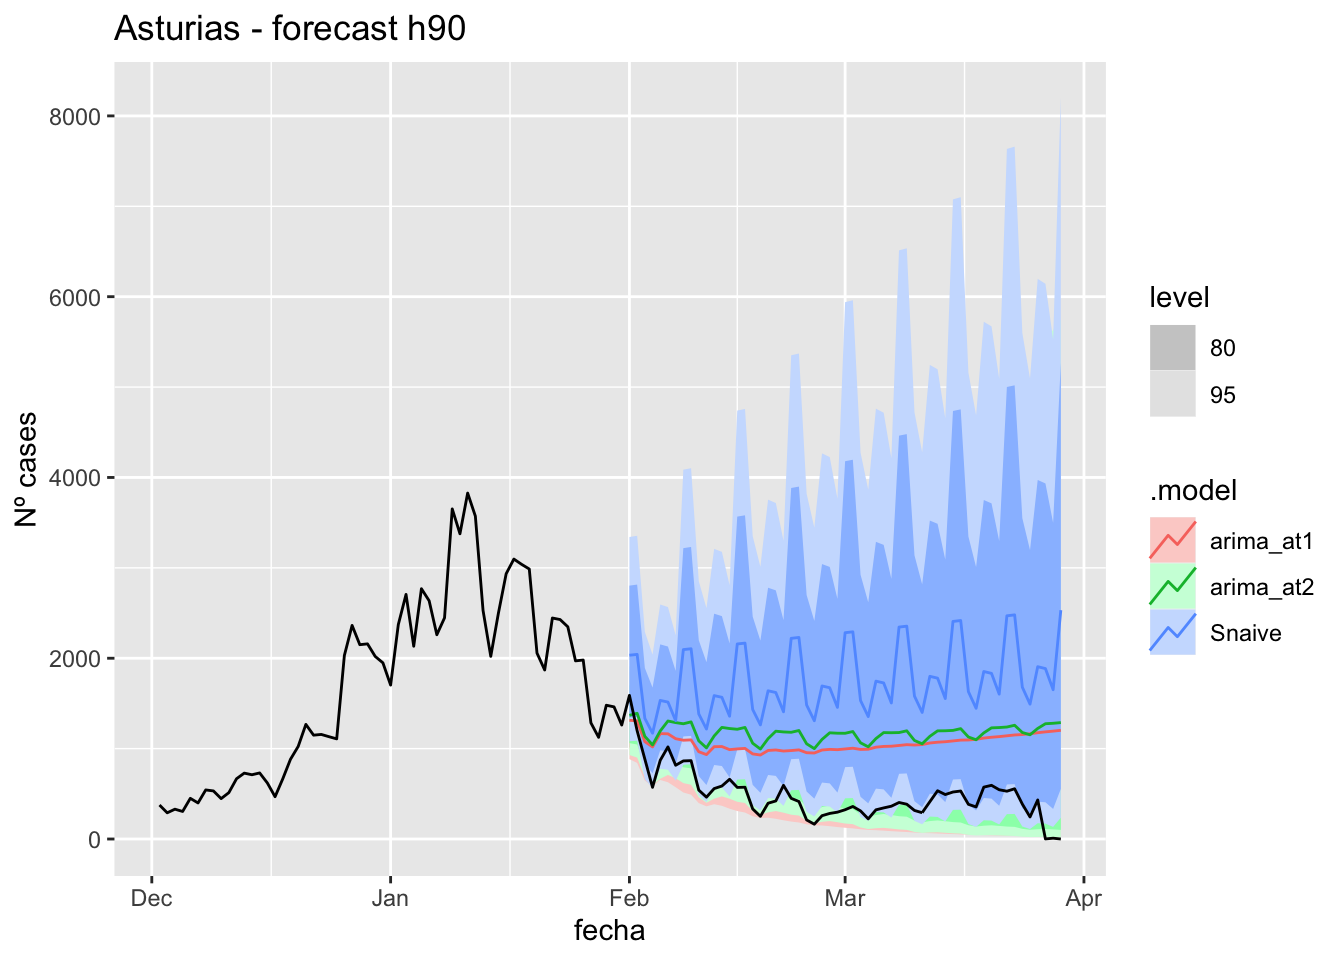 Asturias - forecast h90
Nº cases
8000
6000
4000
2000
0
Dec
Jan
Feb
Mar
Apr
fecha
level
80
95
.model
arima_at1
arima_at2
Snaive